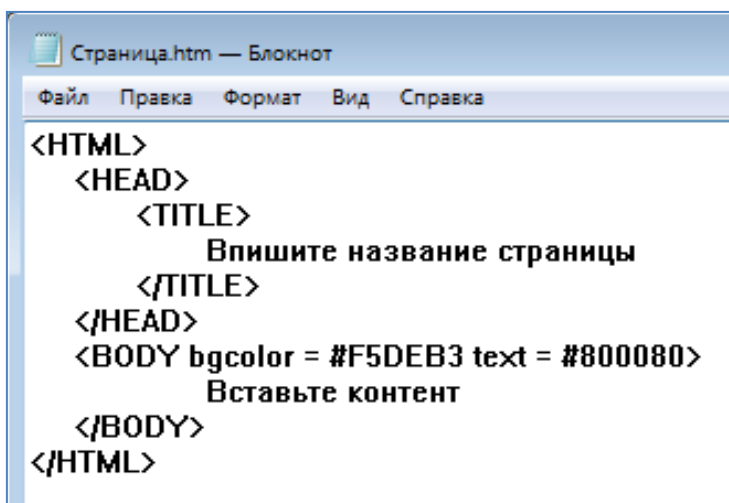 Страница.htm — Блокнот
Файл Правка Формат Вид Справка
<HTML>
<HEAD>
<TITLE>
Впишите название страницы
</TITLE>
</HEAD>
<BODY bgcolor = #F5DEB3 text = #800080>
Вставьте контент
</BODY>
</HTML>